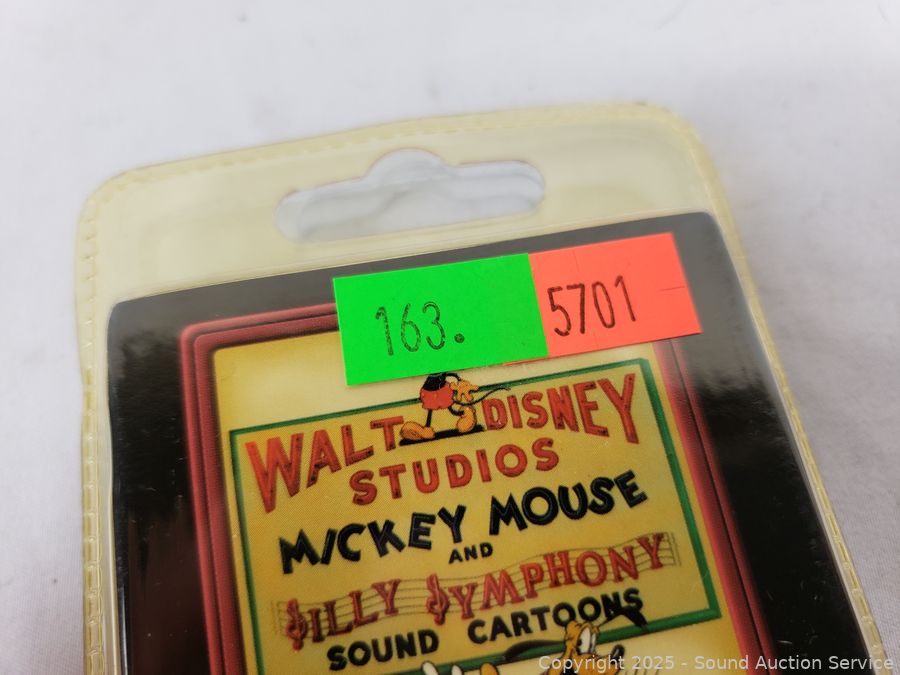 163.
5701
WALT DISNEY
STUDIOS
MICKEY MOUSE
AND
SILLY SYMPHONY
SOUND CARTOONS
Copyright 2025 - Sound Auction Service